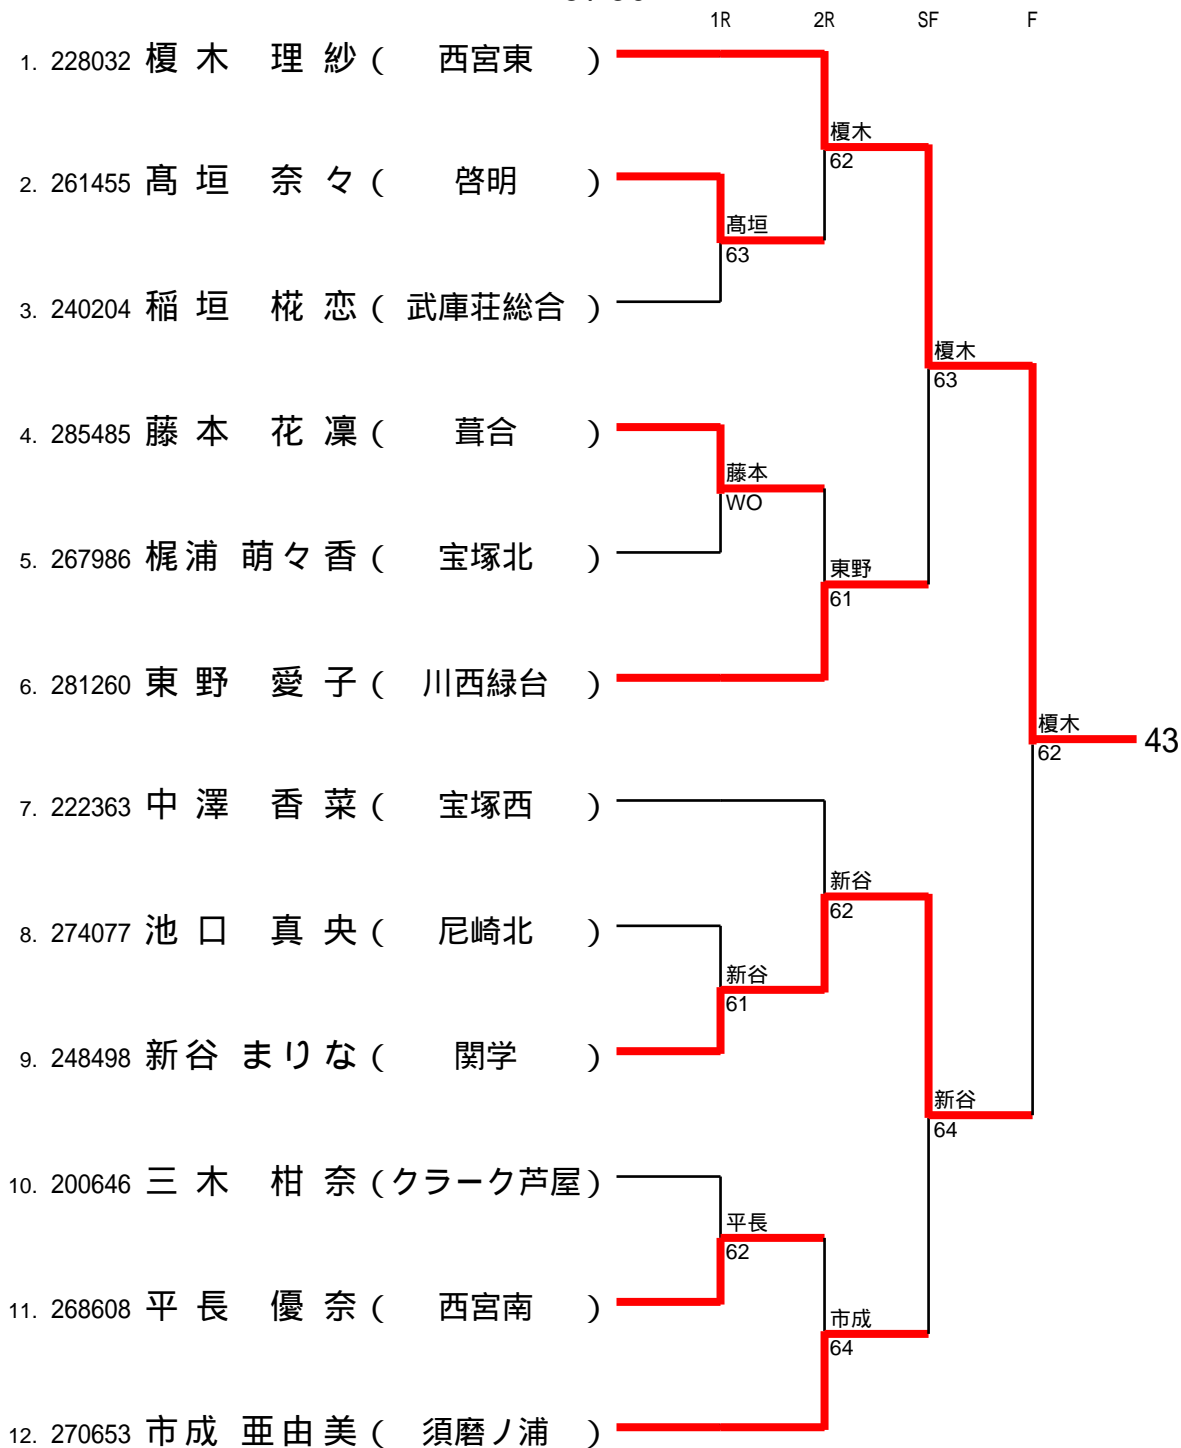 1R 2R SF F
1. 228032 榎木 理紗 ( 西宮東 )
榎木
62
2. 261455 髙垣 奈々 ( 啓明 )
髙垣
63
3. 240204 稲垣 椛恋 ( 武庫荘総合 )
榎木
63
4. 285485 藤本 花凜 ( 葺合 )
藤本
WO
5. 267986 梶浦 萌々香 ( 宝塚北 )
東野
61
6. 281260 東野 愛子 ( 川西緑台 )
榎木
62
43
7. 222363 中澤 香菜 ( 宝塚西 )
新谷
62
8. 274077 池口 真央 ( 尼崎北 )
新谷
61
9. 248498 新谷 まりな ( 関学 )
新谷
64
10. 200646 三木 柑奈 ( クラーク芦屋 )
平長
62
11. 268608 平長 優奈 ( 西宮南 )
市成
64
12. 270653 市成 亜由美 ( 須磨ノ浦 )